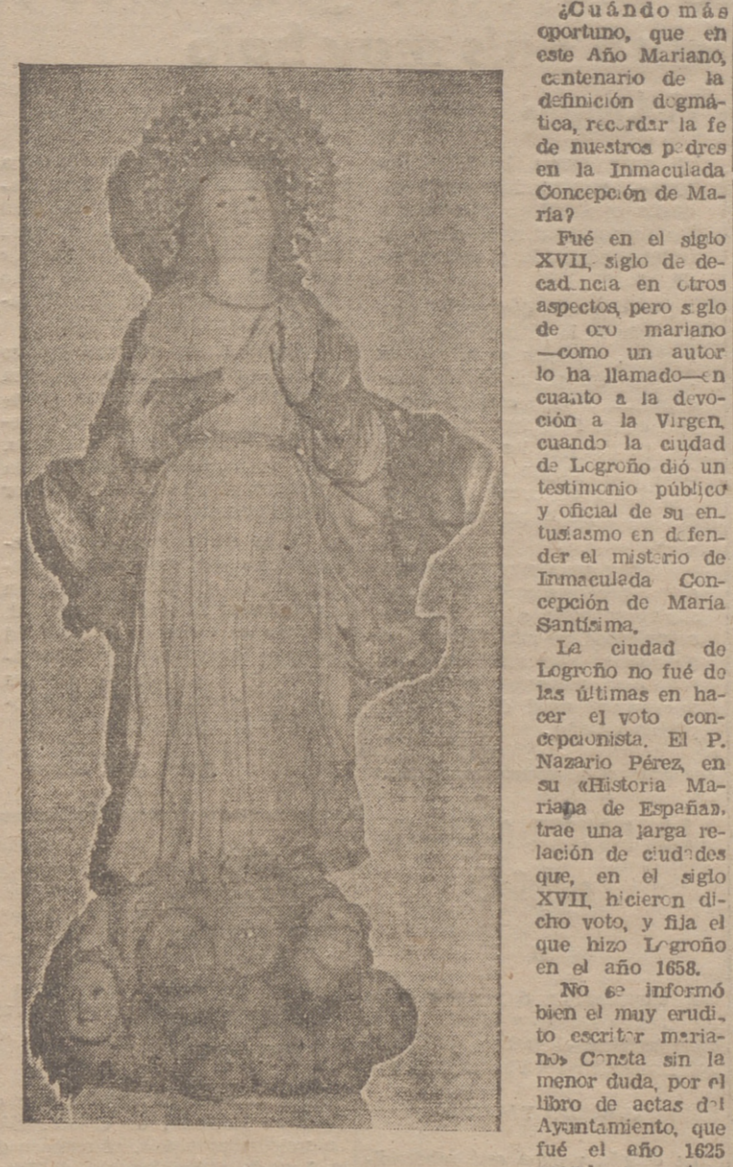 ¿Cuándo más
oportuno, que en
este Año Mariano,
centenario de la
definición dogmá-
tica, recordar la fe
de nuestros padres
en la Inmaculada
Concepción de Ma-
ría?
Fué en el siglo
XVII, siglo de de-
cadencia en otros
aspectos, pero siglo
de oro mariano
—como un autor
lo ha llamado—en
cuanto a la devo-
ción a la Virgen,
cuando la ciudad
de Logroño dió un
testimonio público
y oficial de su en-
tusiasmo en defen-
der el misterio de
Inmaculada Con-
cepción de María
Santísima.
La ciudad de
Logroño no fué de
las últimas en ha-
cer el voto con-
cepcionista. El P.
Nazario Pérez, en
su «Historia Ma-
riana de España»,
trae una larga re-
lación de ciudades
que, en el siglo
XVII, hicieron di-
cho voto, y fija el
que hizo Logroño
en el año 1658.
No se informó
bien el muy erudi-
to escritor maria-
no. Consta sin la
menor duda, por el
libro de actas del
Ayuntamiento, que
fué el año 1625